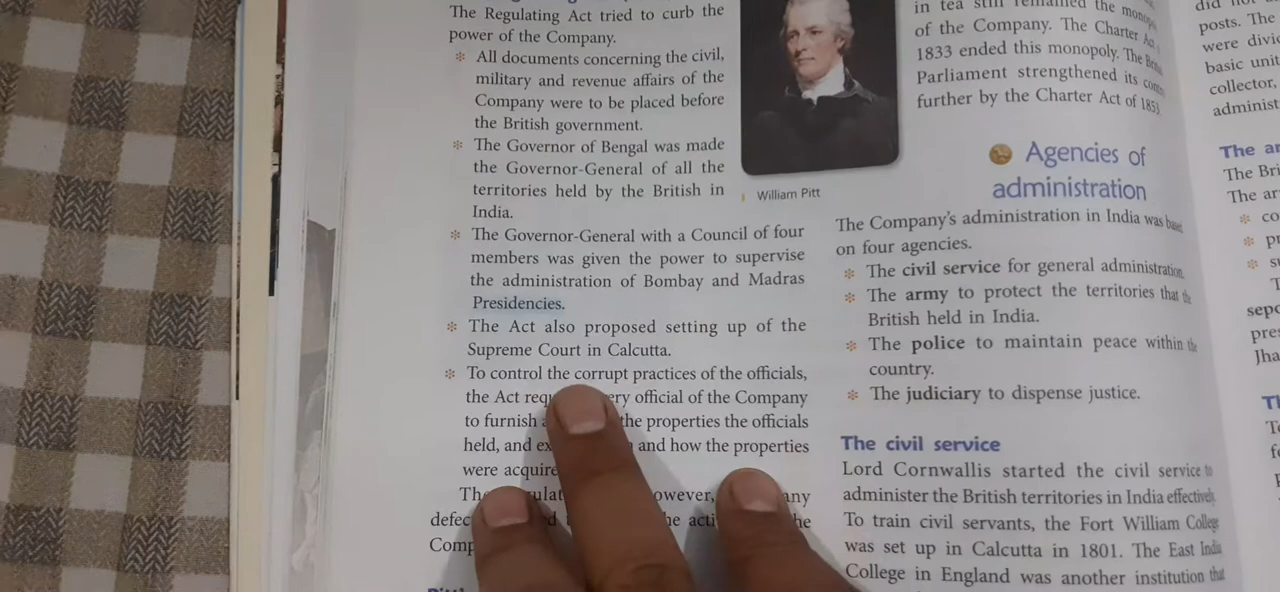 The Regulating Act tried to curb the
power of the Company.
* All documents concerning the civil,
military and revenue affairs of the
Company were to be placed before
the British government.
* The Governor of Bengal was made
the Governor-General of all the
territories held by the British in
India.
* The Governor-General with a Council of four
members was given the power to supervise
the administration of Bombay and Madras
Presidencies.
* The Act also proposed setting up of the
Supreme Court in Calcutta.
* To control the corrupt practices of the officials,
the Act official of the Company
to furnish the properties the officials
held, and and how the properties
were
William Pitt
in tea still remained the
of the Company. The Charter
1833 ended this monopoly. The
Parliament strengthened its
further by the Charter Act of 1853
Agencies of
administration
The Company's administration in India was
on four agencies.
* The civil service for general administration
* The army to protect the territories that
British held in India.
* The police to maintain peace within the
country.
* The judiciary to dispense justice.
The civil service
Lord Cornwallis started the civil service to
administer the British territories in India effectively
To train civil servants, the Fort William College
was set up in Calcutta in 1801. The East India
College in England was another institution that
posts. The
were
basic unit
collector,
The
The
The